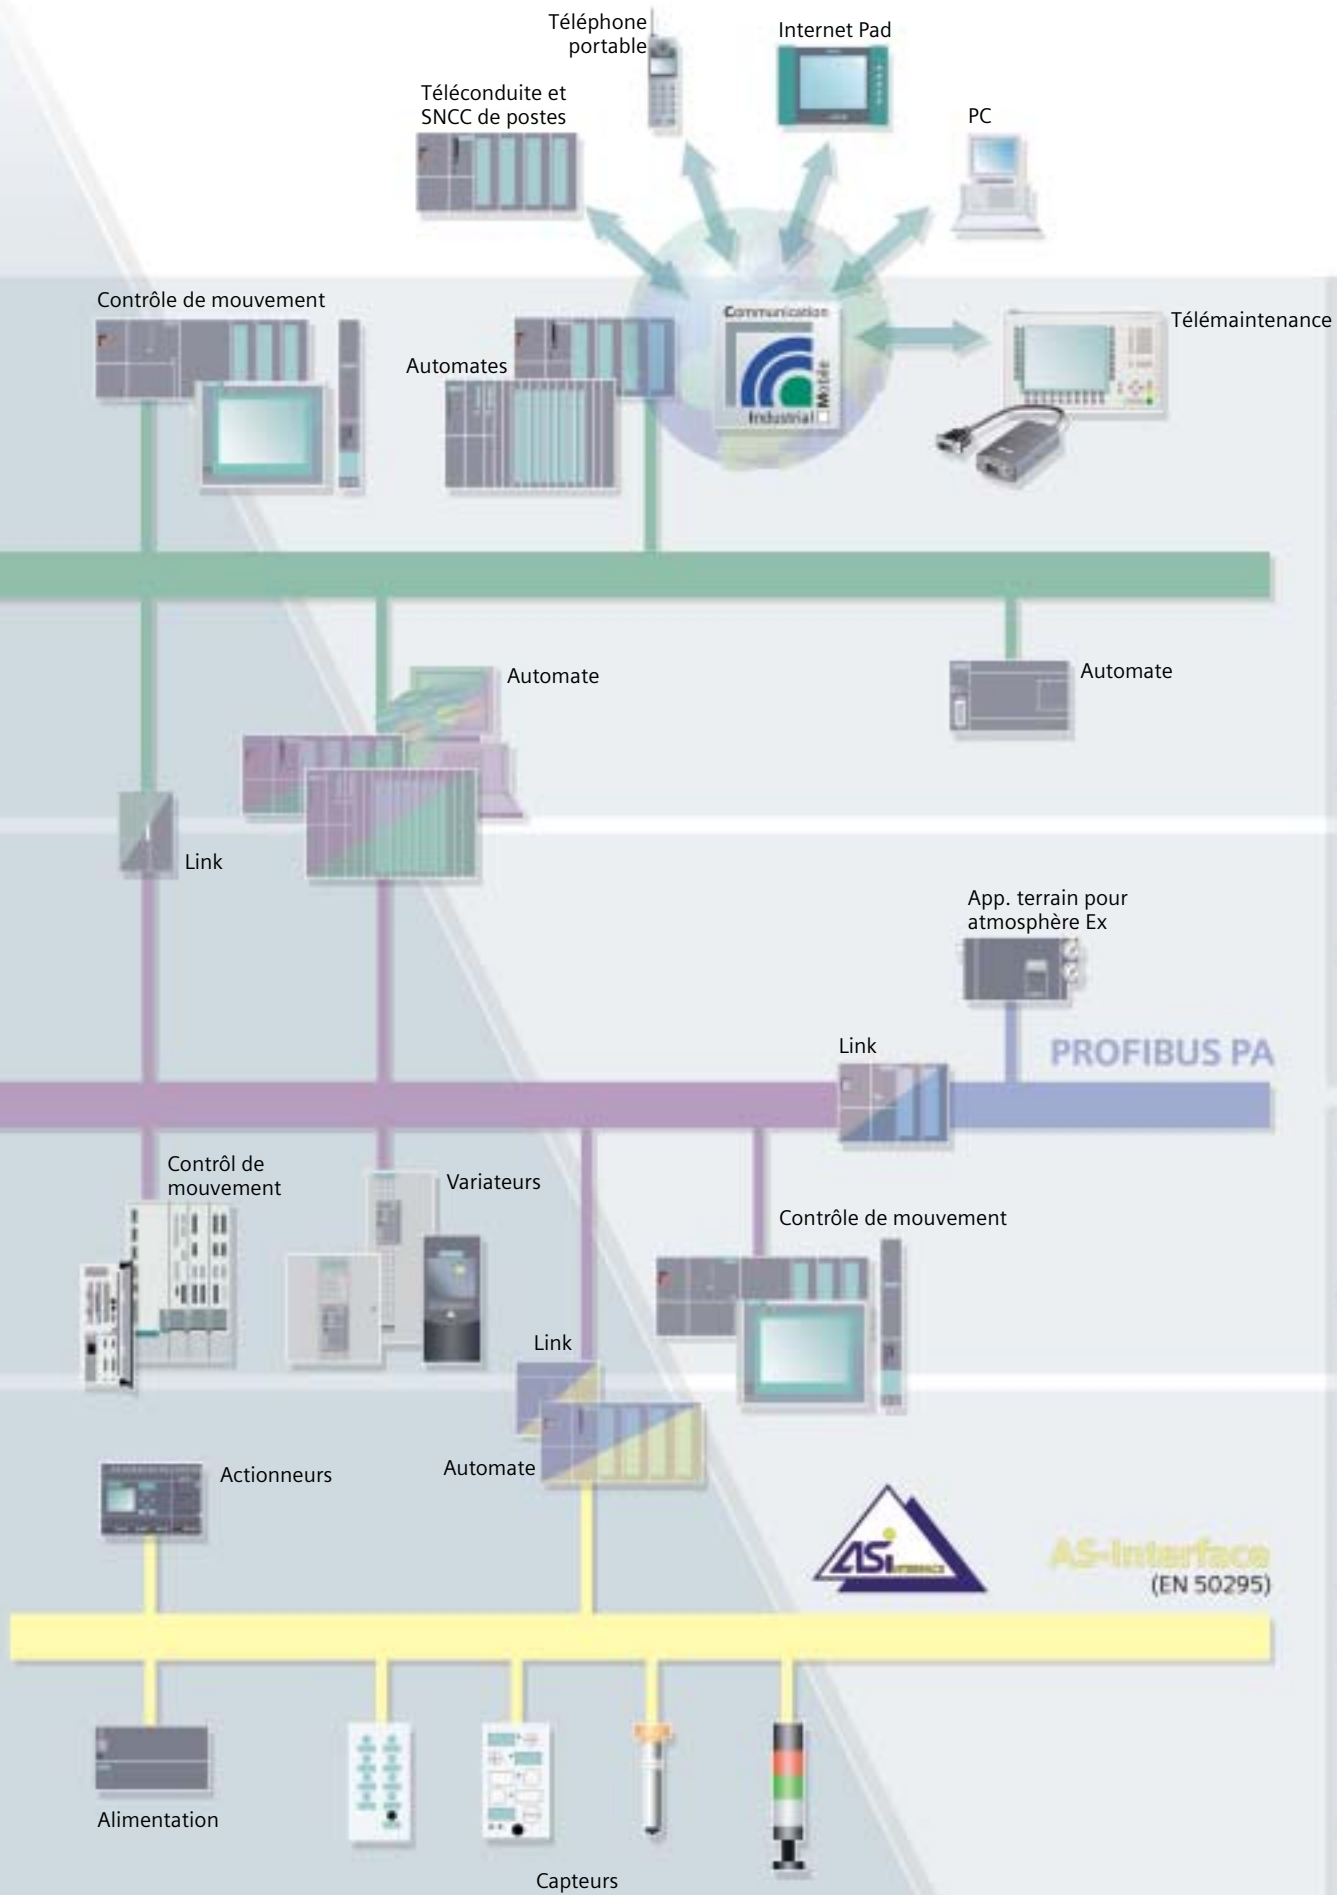 Téléphone
portable
Internet Pad
Téléconduite et
SNCC de postes
PC
Contrôle de mouvement
Automates
Communication
Mobile
Industrial
Télémaintenance
Automate
Automate
Link
App. terrain pour
atmosphère Ex
Link
PROFIBUS PA
Contrôl de
mouvement
Variateurs
Contrôle de mouvement
Link
Actionneurs
Automate
ASi
INTERFACE
AS-Interface
(EN 50295)
Alimentation
Capteurs